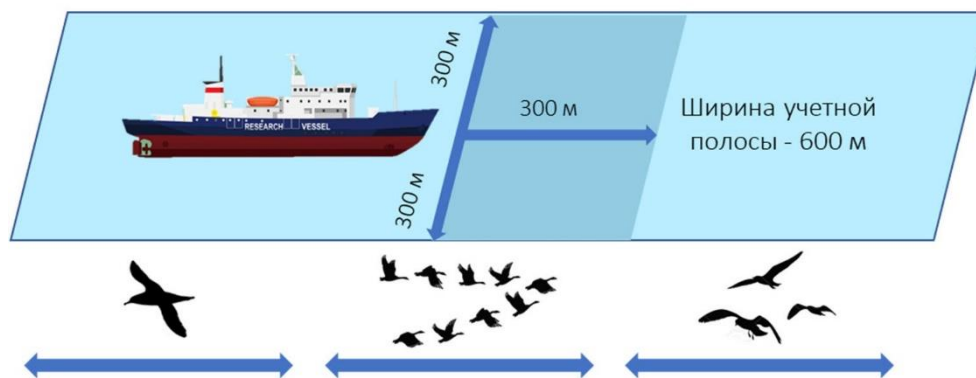 300 м
300 м
Ширина учетной
полосы - 600 м
RESEARCH VESSEL
300 м